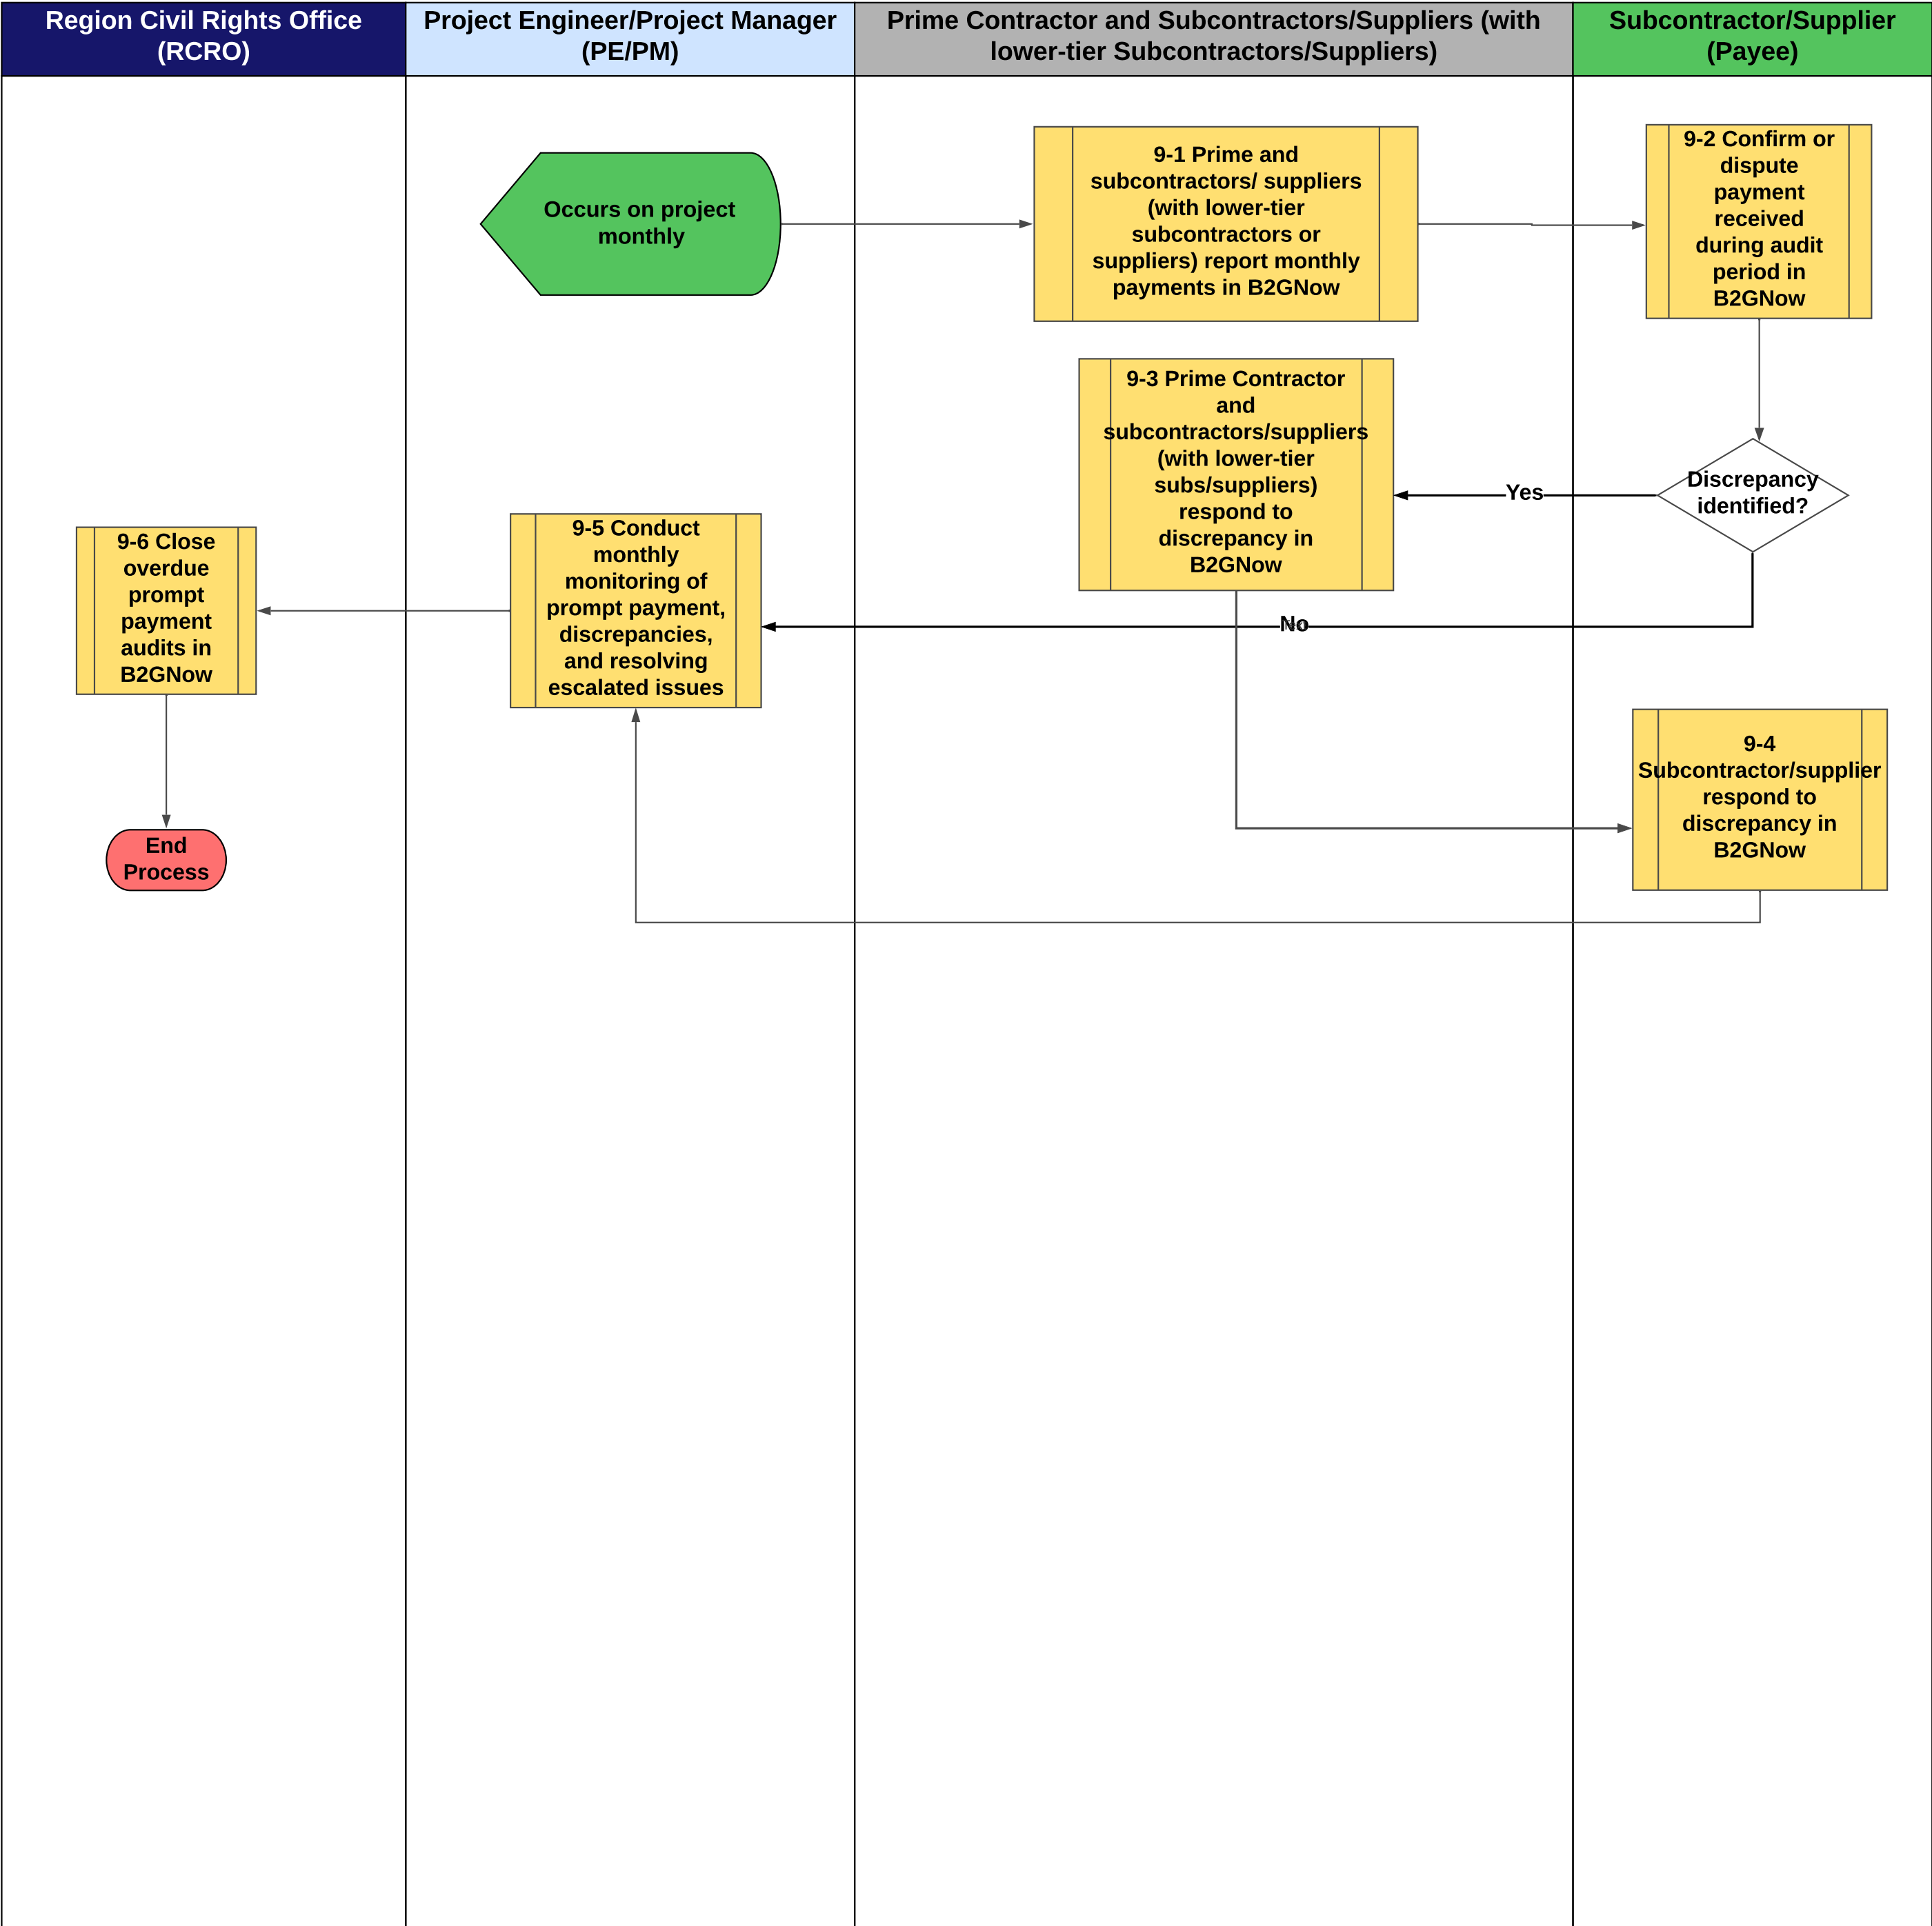 Region Civil Rights Office
(RCRO)
Project Engineer/Project Manager
(PE/PM)
Prime Contractor and Subcontractors/Suppliers (with
lower-tier Subcontractors/Suppliers)
Subcontractor/Supplier
(Payee)
Occurs on project
monthly
9-1 Prime and
subcontractors/ suppliers
(with lower-tier
subcontractors or
suppliers) report monthly
payments in B2GNow
9-2 Confirm or
dispute
payment
received
during audit
period in
B2GNow
Discrepancy
identified?
Yes
9-3 Prime Contractor
and
subcontractors/suppliers
(with lower-tier
subs/suppliers)
respond to
discrepancy in
B2GNow
No
9-4
Subcontractor/supplier
respond to
discrepancy in
B2GNow
9-5 Conduct
monthly
monitoring of
prompt payment,
discrepancies,
and resolving
escalated issues
9-6 Close
overdue
prompt
payment
audits in
B2GNow
End
Process